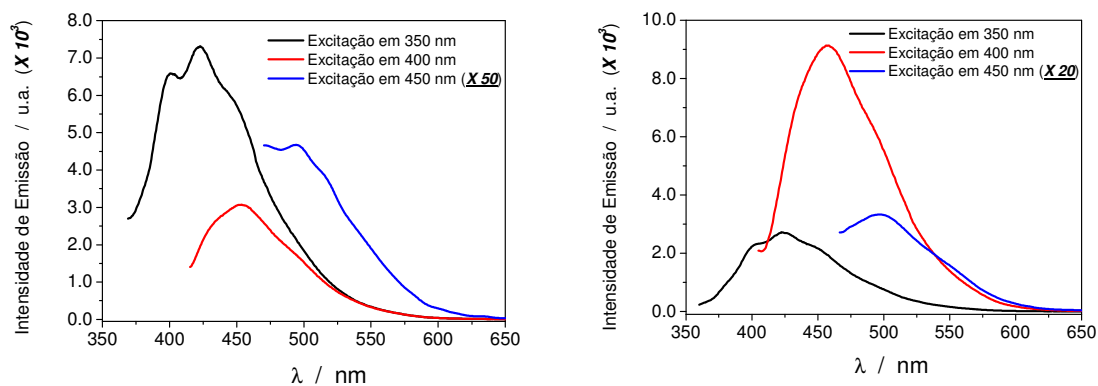 Intensidade de Emissão / u.a. (X 10³)
8.0
7.0
6.0
5.0
4.0
3.0
2.0
1.0
0.0
Excitação em 350 nm
Excitação em 400 nm
Excitação em 450 nm (X 50)
350 400 450 500 550 600 650
λ / nm
Intensidade de Emissão / u.a. (X 10³)
10.0
8.0
6.0
4.0
2.0
0.0
Excitação em 350 nm
Excitação em 400 nm
Excitação em 450 nm (X 20)
350 400 450 500 550 600 650
λ / nm